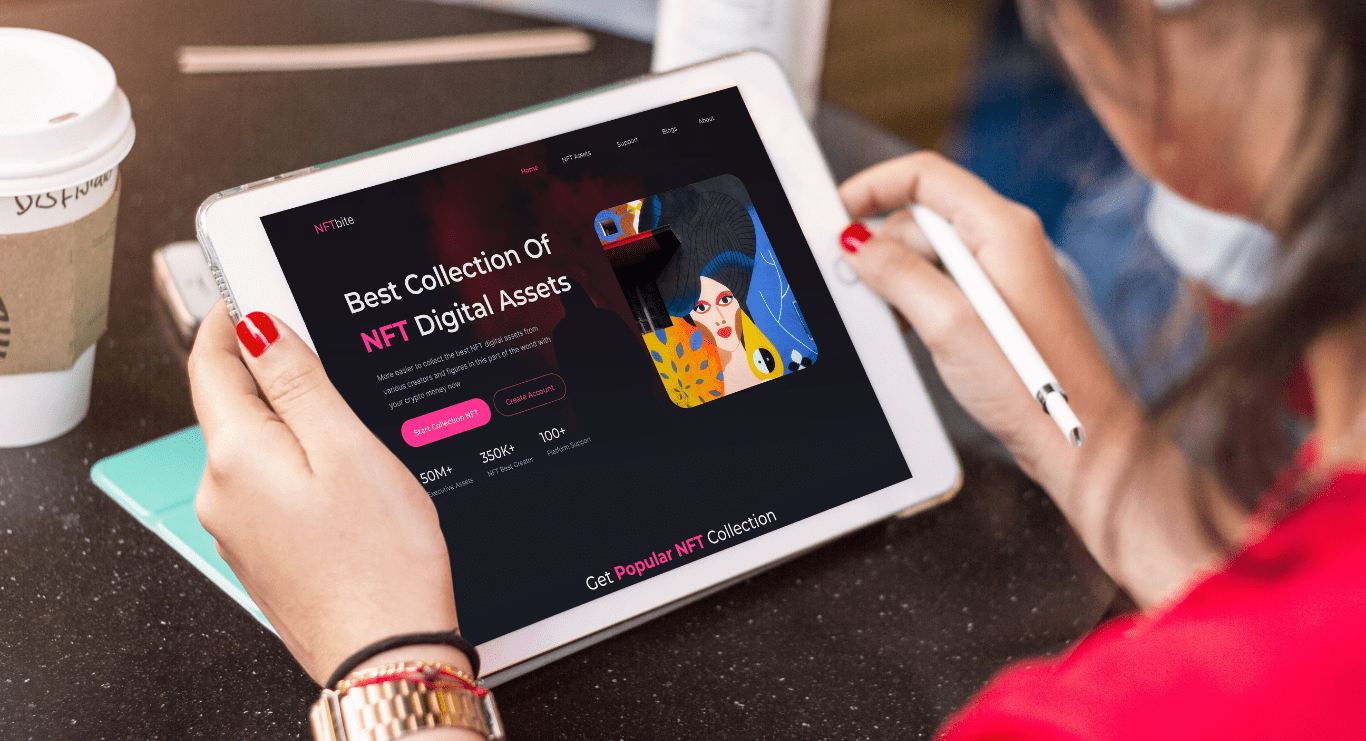 Home
NFT Assets
Support
Blogs
About
NFTbite
Best Collection Of
NFT Digital Assets
More easier to collect the best NFT digital assets from
various creators and figures in this part of the world with
your crypto money now
Start Collection NFT
Create Account
50M+
Executive Assets
350K+
NFT Best Creator
100+
Platform Support
Get Popular NFT Collection